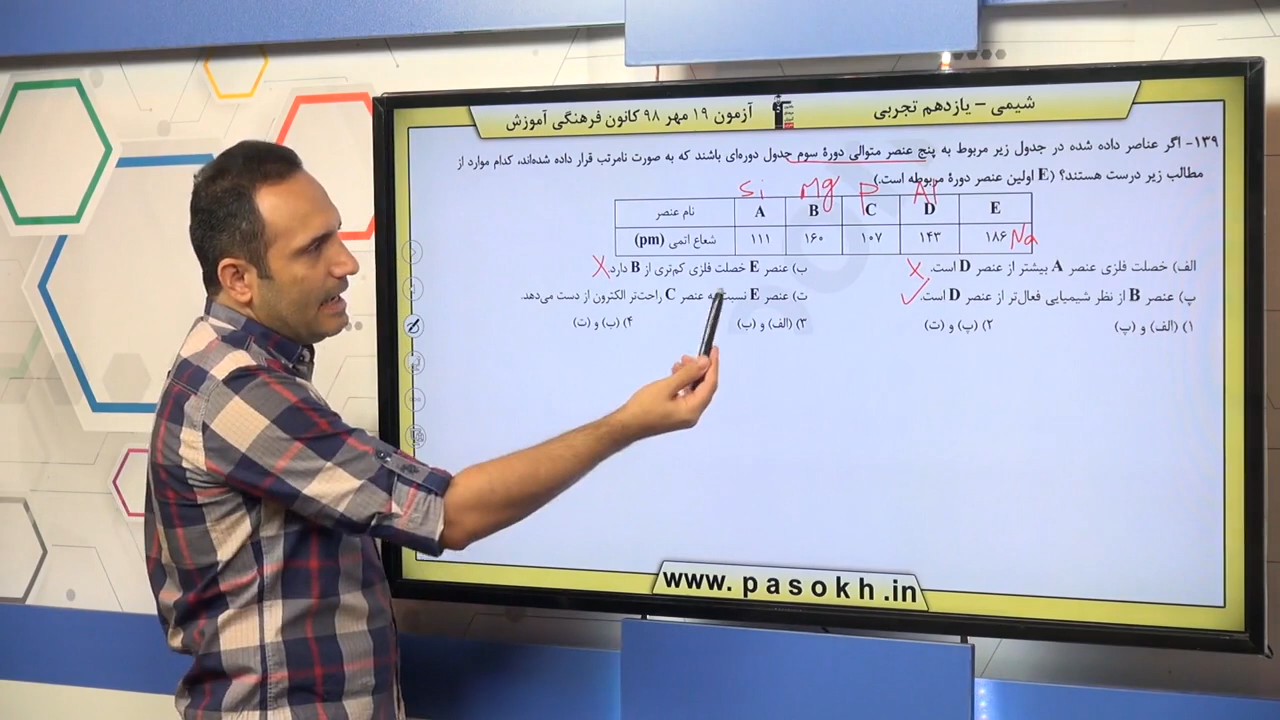 شیمی - یازدهم تجربی
آزمون ۱۹ مهر ۹۸ کانون فرهنگی آموزش
۱۳۹- اگر عناصر داده شده در جدول زیر مربوط به پنج عنصر متوالی دورهٔ سوم جدول دوره‌ای باشند که به صورت نامرتب قرار داده شده‌اند، کدام موارد از
مطالب زیر درست هستند؟ (E اولین عنصر دورهٔ مربوطه است.)
Si Mg P Al
نام عنصر A B C D E
شعاع اتمی (pm) ۱۱۱ ۱۶۰ ۱۰۷ ۱۴۳ ۱۸۶ Na
الف) خصلت فلزی عنصر A بیشتر از عنصر D است. ب) عنصر E خصلت فلزی کم‌تری از B دارد.
پ) عنصر B از نظر شیمیایی فعال‌تر از عنصر D است. ت) عنصر E نسبت به عنصر C راحت‌تر الکترون از دست می‌دهد.
۱) (الف) و (پ) ۲) (پ) و (ت) ۳) (الف) و (ب) ۴) (ب) و (ت)
www.pasokh.in